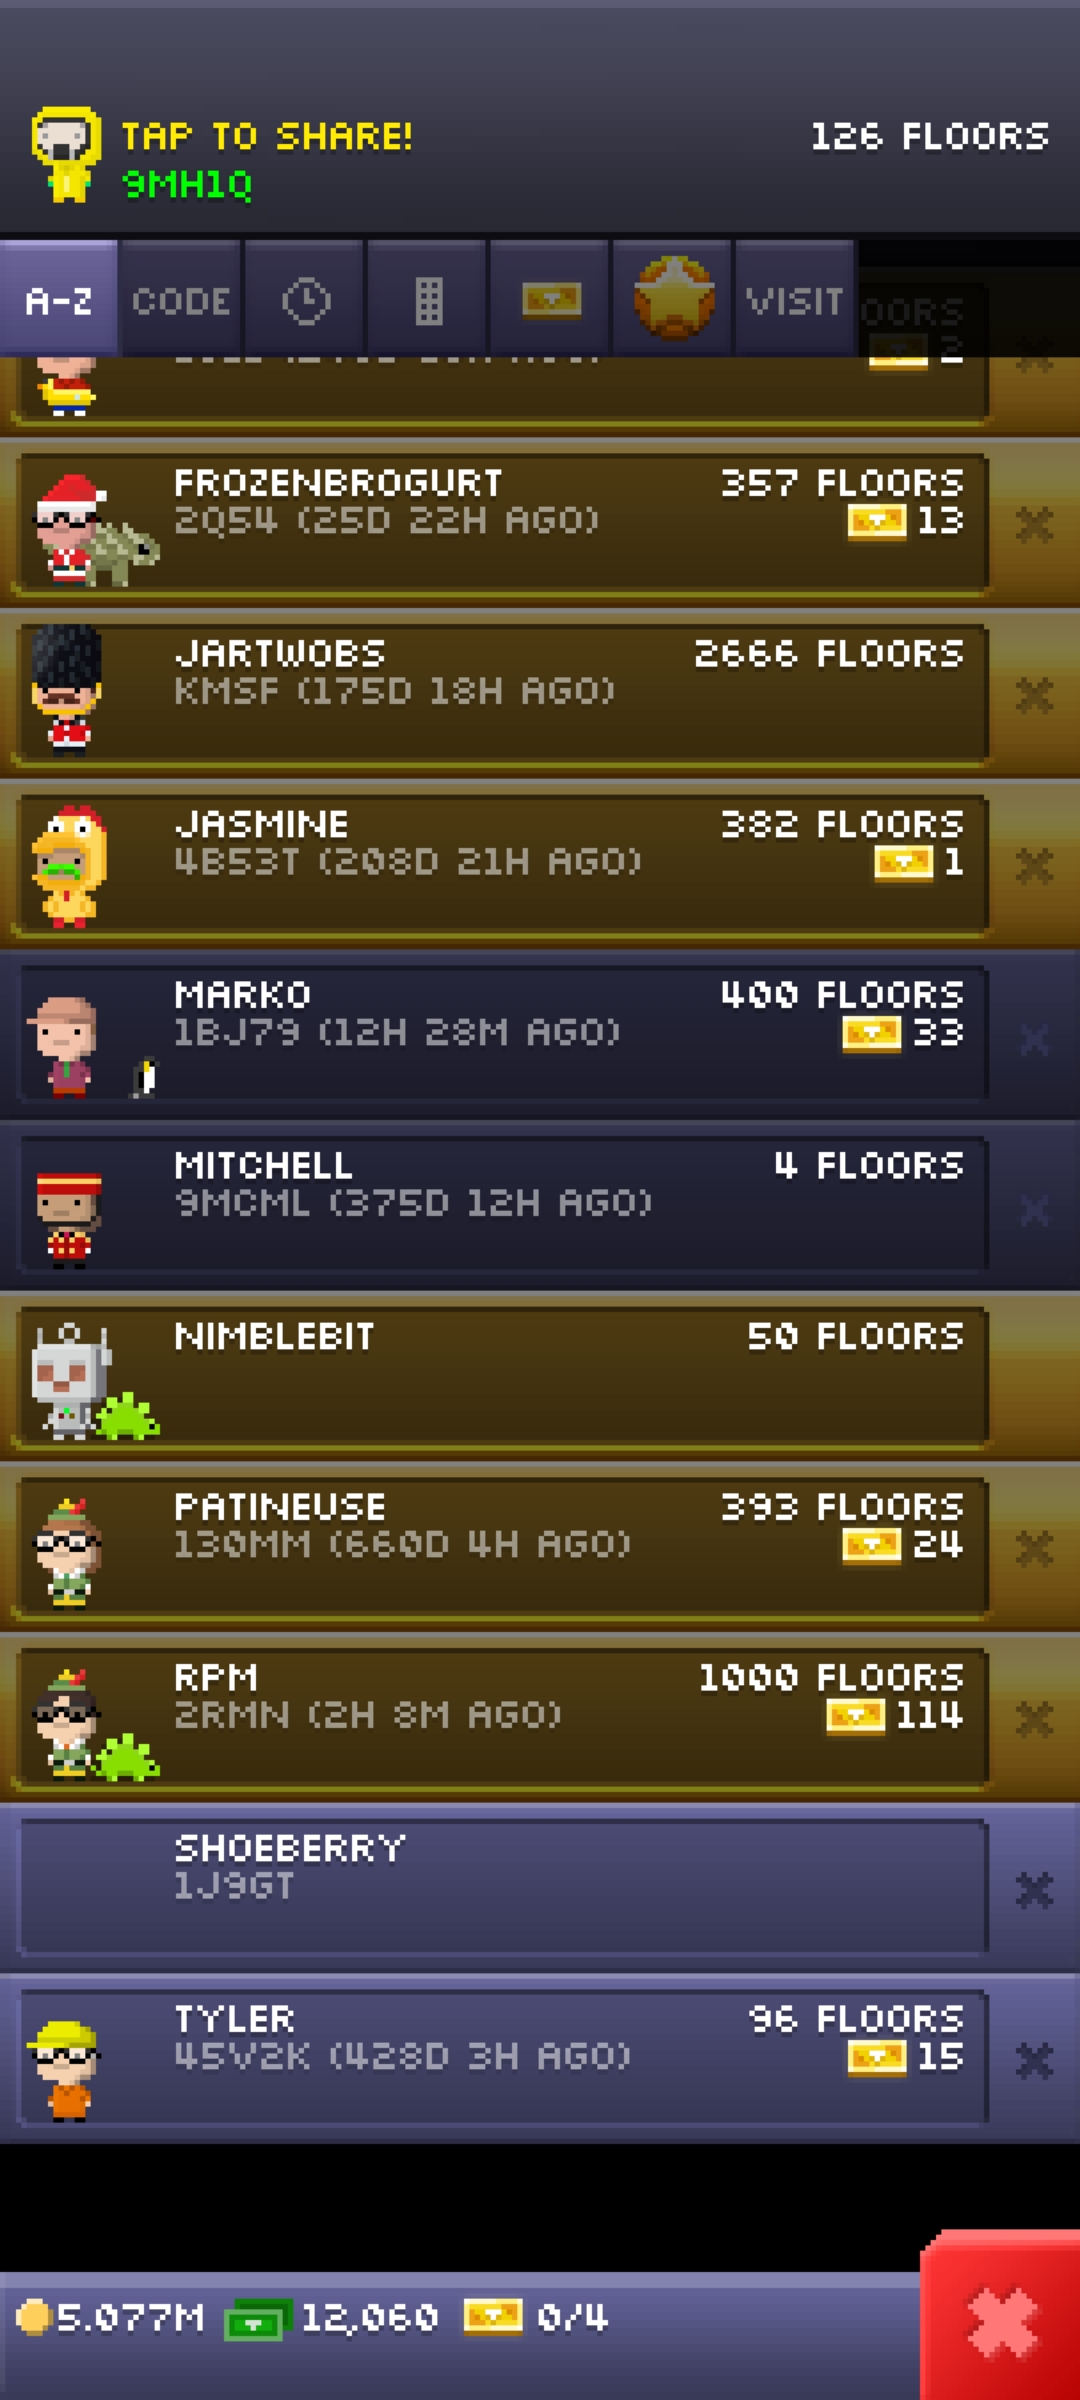 TAP TO SHARE!
126 FLOORS
9MH1Q
A-Z CODE VISIT
2
FROZENBROGURT 357 FLOORS
2Q54 (25D 22H AGO) 13
JARTWOBS 2666 FLOORS
KMSF (175D 18H AGO)
JASMINE 382 FLOORS
4B53T (208D 21H AGO) 1
MARKO 400 FLOORS
1BJ79 (12H 28M AGO) 33
MITCHELL 4 FLOORS
9MCML (375D 12H AGO)
NIMBLEBIT 50 FLOORS
PATINEUSE 393 FLOORS
130MM (660D 4H AGO) 24
RPM 1000 FLOORS
2RMN (2H 8M AGO) 114
SHOEBERRY
1J9GT
TYLER 96 FLOORS
45V2K (428D 3H AGO) 15
5.077M 12,060 0/4